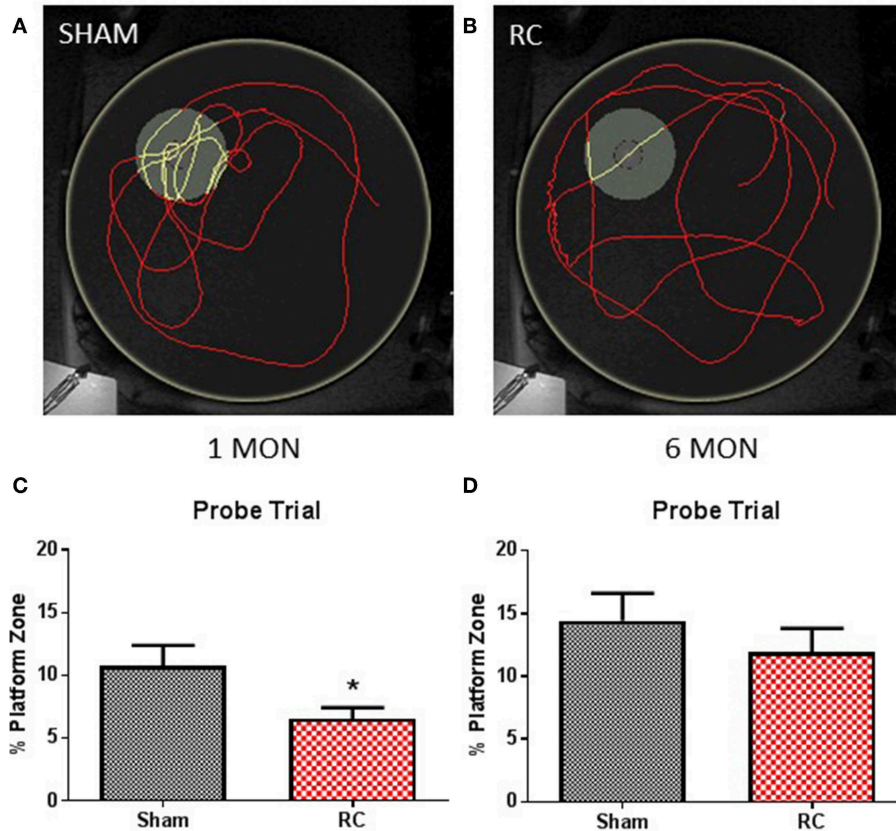 A
SHAM
B
RC
1 MON
6 MON
C
Probe Trial
% Platform Zone
20
15
10
5
0
*
Sham
RC
D
Probe Trial
% Platform Zone
20
15
10
5
0
Sham
RC